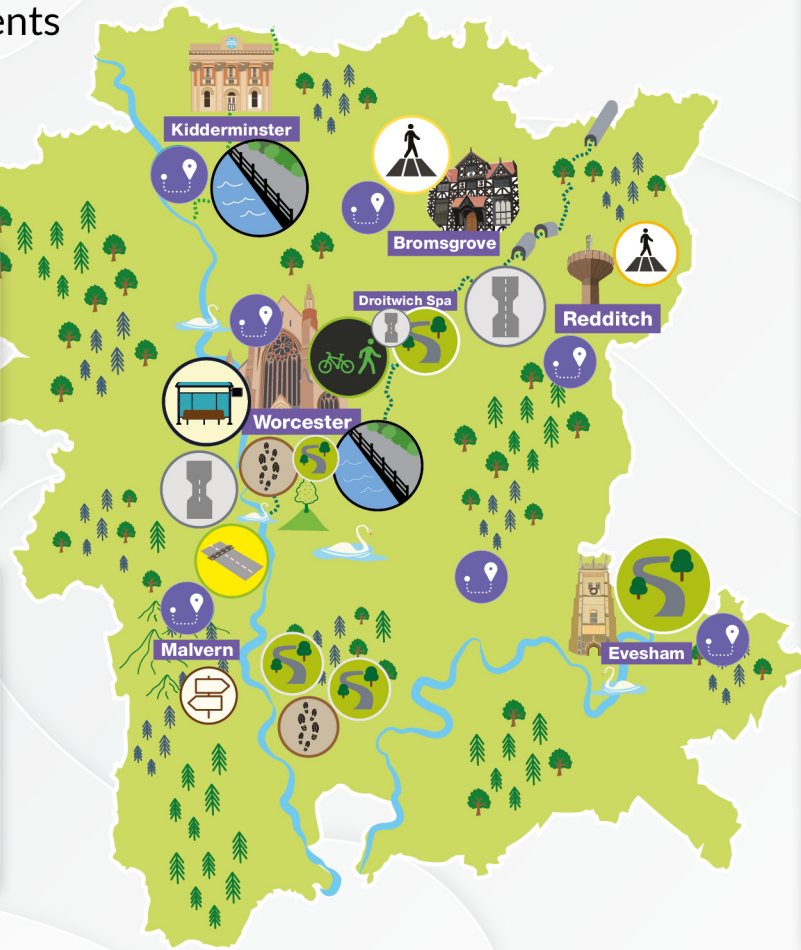 ents
Kidderminster
Bromsgrove
Droitwich Spa
Redditch
Worcester
Malvern
Evesham